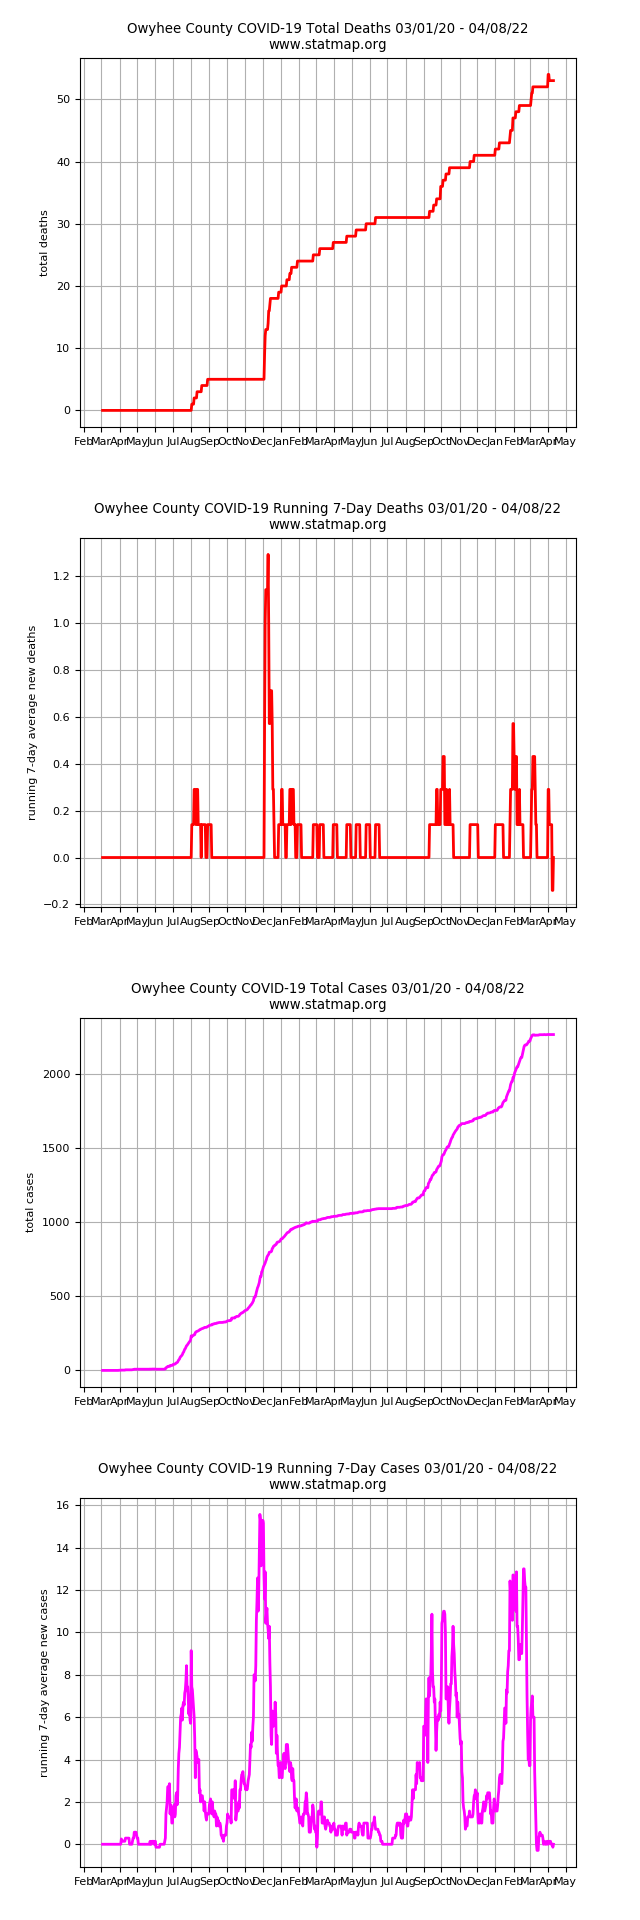 Owyhee County COVID-19 Total Deaths 03/01/20 - 04/08/22
www.statmap.org
50
40
30
20
10
0
total deaths
Feb Mar Apr May Jun Jul Aug Sep Oct Nov Dec Jan Feb Mar Apr May Jun Jul Aug Sep Oct Nov Dec Jan Feb Mar Apr May
Owyhee County COVID-19 Running 7-Day Deaths 03/01/20 - 04/08/22
www.statmap.org
1.2
1.0
0.8
0.6
0.4
0.2
0.0
−0.2
running 7-day average new deaths
Feb Mar Apr May Jun Jul Aug Sep Oct Nov Dec Jan Feb Mar Apr May Jun Jul Aug Sep Oct Nov Dec Jan Feb Mar Apr May
Owyhee County COVID-19 Total Cases 03/01/20 - 04/08/22
www.statmap.org
2000
1500
1000
500
0
total cases
Feb Mar Apr May Jun Jul Aug Sep Oct Nov Dec Jan Feb Mar Apr May Jun Jul Aug Sep Oct Nov Dec Jan Feb Mar Apr May
Owyhee County COVID-19 Running 7-Day Cases 03/01/20 - 04/08/22
www.statmap.org
16
14
12
10
8
6
4
2
0
running 7-day average new cases
Feb Mar Apr May Jun Jul Aug Sep Oct Nov Dec Jan Feb Mar Apr May Jun Jul Aug Sep Oct Nov Dec Jan Feb Mar Apr May